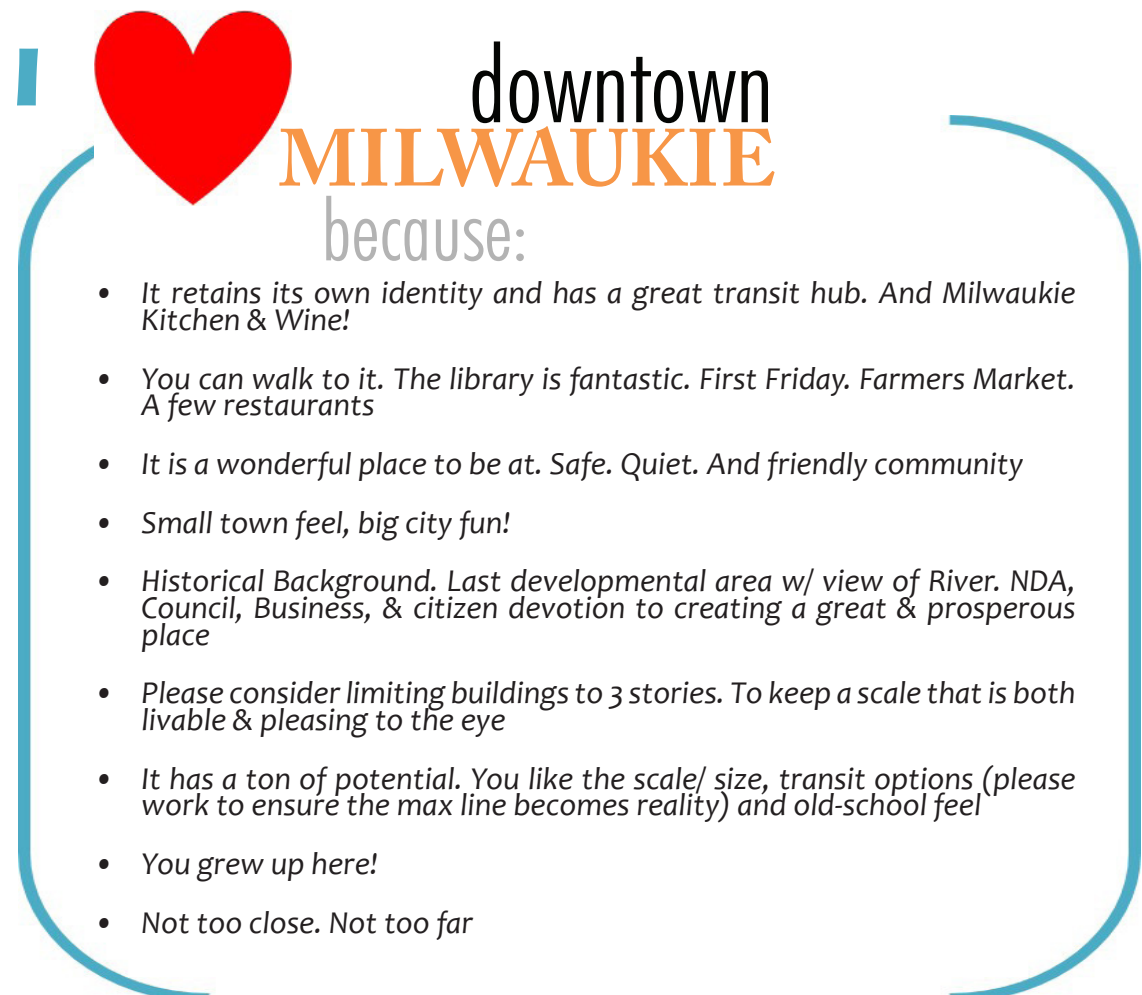 I
downtown
MILWAUKIE
because:
• It retains its own identity and has a great transit hub. And Milwaukie
Kitchen & Wine!
• You can walk to it. The library is fantastic. First Friday. Farmers Market.
A few restaurants
• It is a wonderful place to be at. Safe. Quiet. And friendly community
• Small town feel, big city fun!
• Historical Background. Last developmental area w/ view of River. NDA,
Council, Business, & citizen devotion to creating a great & prosperous
place
• Please consider limiting buildings to 3 stories. To keep a scale that is both
livable & pleasing to the eye
• It has a ton of potential. You like the scale/ size, transit options (please
work to ensure the max line becomes reality) and old-school feel
• You grew up here!
• Not too close. Not too far